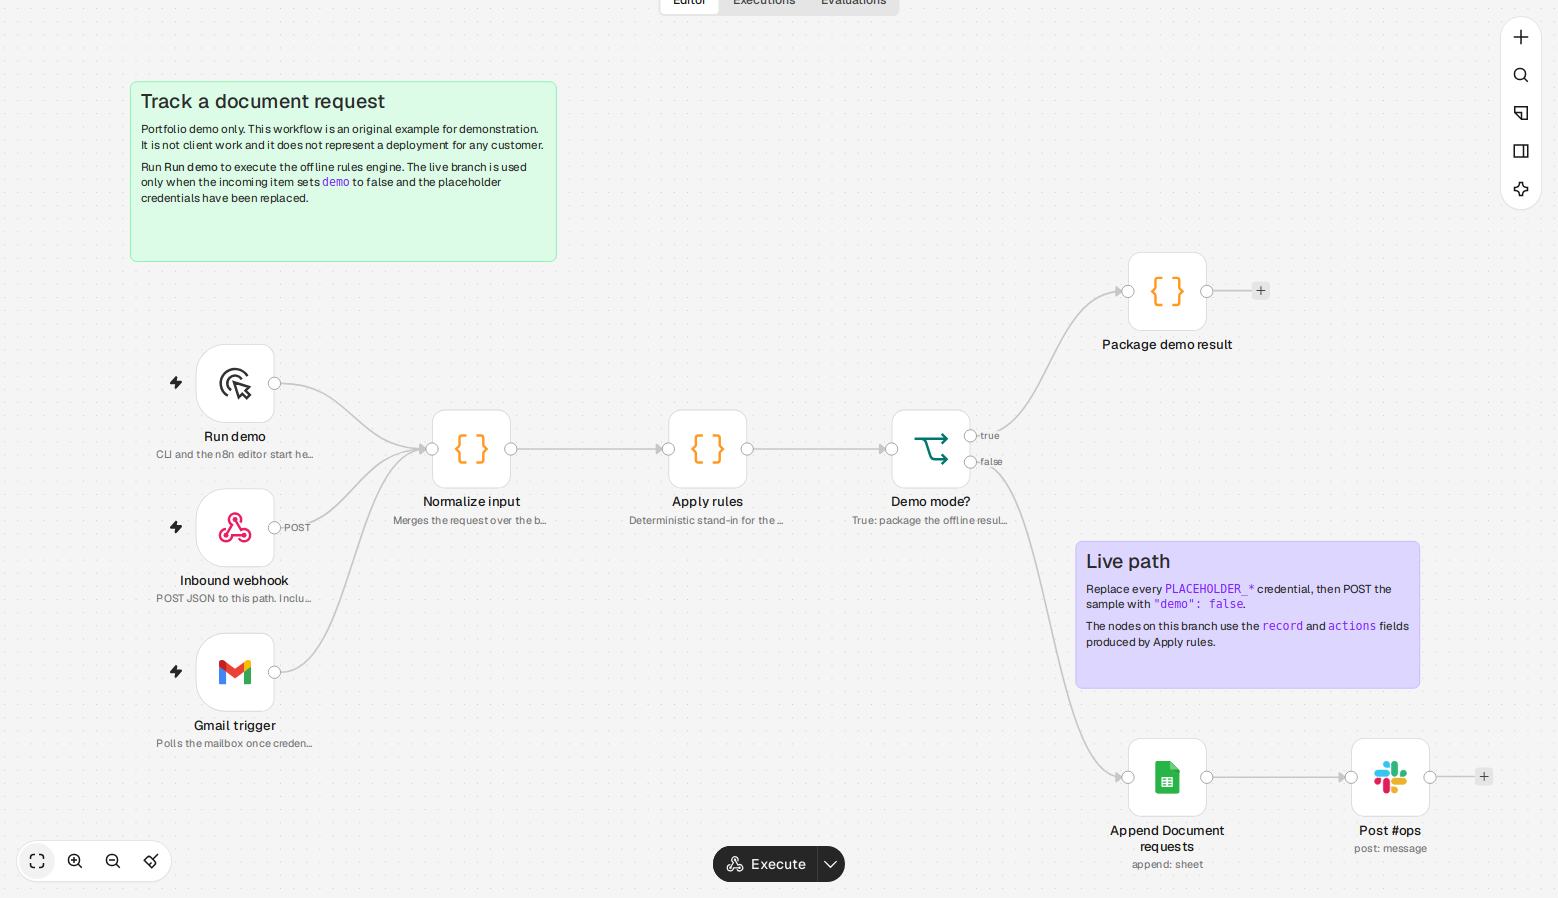 Editor
Executions
Evaluations
Track a document request
Portfolio demo only. This workflow is an original example for demonstration.
It is not client work and it does not represent a deployment for any customer.
Run Run demo to execute the offline rules engine. The live branch is used
only when the incoming item sets demo to false and the placeholder
credentials have been replaced.
Package demo result
Run demo
CLI and the n8n editor start he...
Normalize input
Merges the request over the b...
Apply rules
Deterministic stand-in for the ...
true
false
Demo mode?
True: package the offline resul...
POST
Inbound webhook
POST JSON to this path. Inclu...
Live path
Replace every PLACEHOLDER_* credential, then POST the
sample with "demo": false.
The nodes on this branch use the record and actions fields
produced by Apply rules.
Gmail trigger
Polls the mailbox once creden...
Append Document
requests
append: sheet
Post #ops
post: message
Execute